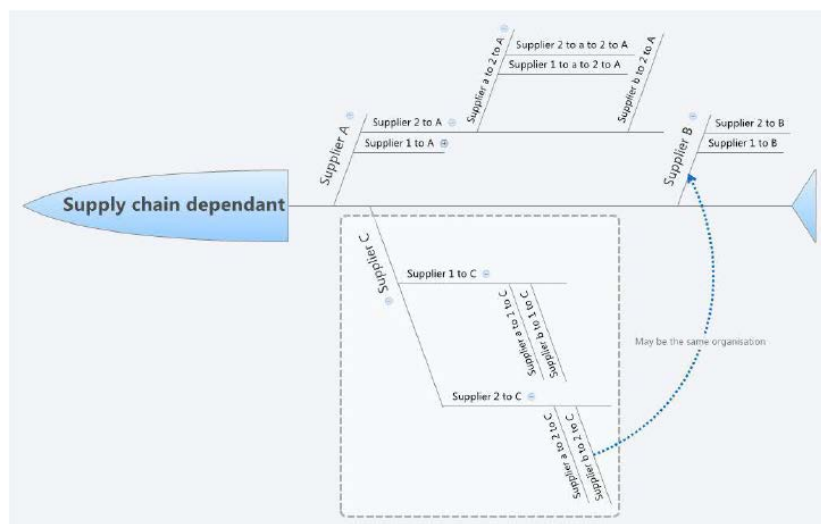 Supplier 2 to a to 2 to A
Supplier 1 to a to 2 to A
Supplier a to 2 to A
Supplier b to 2 to A
Supplier A
Supplier 2 to A
Supplier 1 to A
Supplier B
Supplier 2 to B
Supplier 1 to B
Supply chain dependant
Supplier C
Supplier 1 to C
Supplier a to 1 to C
Supplier b to 1 to C
May be the same organisation
Supplier 2 to C
Supplier a to 2 to C
Supplier b to 2 to C